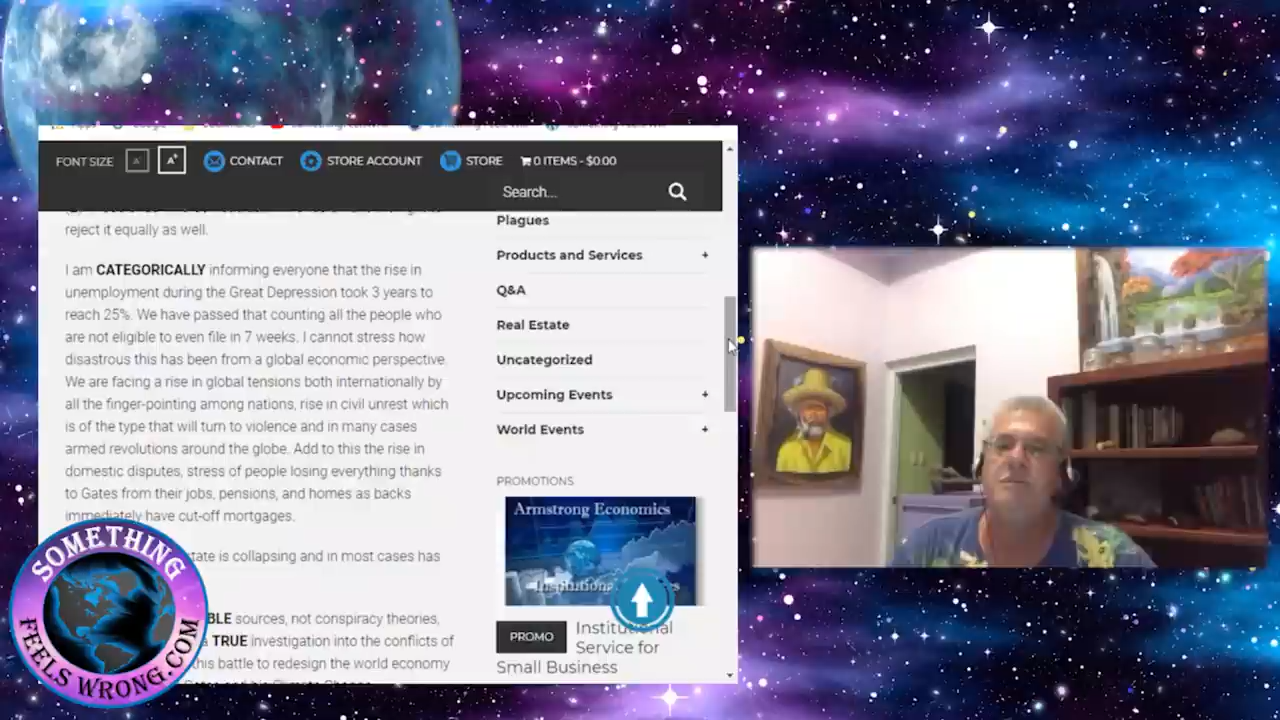 FONT SIZE A A+ CONTACT STORE ACCOUNT STORE 0 ITEMS - $0.00
Search...
reject it equally as well.
I am CATEGORICALLY informing everyone that the rise in
unemployment during the Great Depression took 3 years to
reach 25%. We have passed that counting all the people who
are not eligible to even file in 7 weeks. I cannot stress how
disastrous this has been from a global economic perspective.
We are facing a rise in global tensions both internationally by
all the finger-pointing among nations, rise in civil unrest which
is of the type that will turn to violence and in many cases
armed revolutions around the globe. Add to this the rise in
domestic disputes, stress of people losing everything thanks
to Gates from their jobs, pensions, and homes as backs
immediately have cut-off mortgages.
is collapsing and in most cases has
sources, not conspiracy theories,
TRUE investigation into the conflicts of
this battle to redesign the world economy
Plagues
Products and Services +
Q&A
Real Estate
Uncategorized
Upcoming Events +
World Events +
PROMOTIONS
Armstrong Economics
PROMO Institutional
Service for
Small Business
SOMETHING
FEELS WRONG.COM